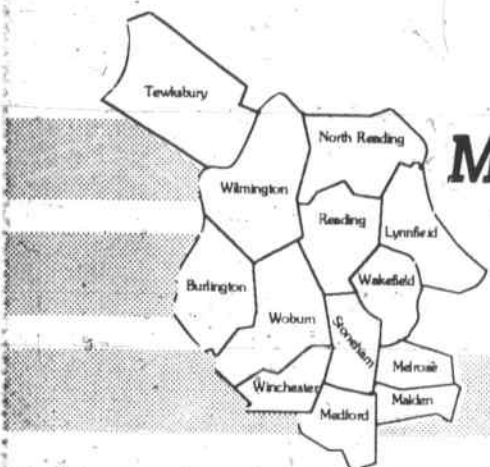 Tewksbury
North Reading
M
Wilmington
Reading
Lynnfield
Burlington
Wakefield
Woburn
Stoneham
Melrose
Winchester
Malden
Medford